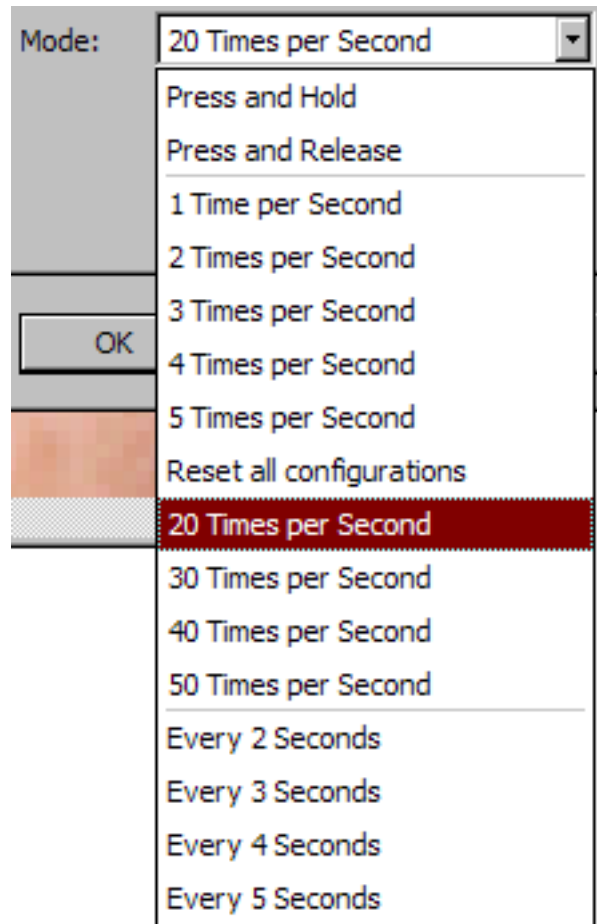 Mode: 20 Times per Second
Press and Hold
Press and Release
1 Time per Second
2 Times per Second
3 Times per Second
OK
4 Times per Second
5 Times per Second
Reset all configurations
20 Times per Second
30 Times per Second
40 Times per Second
50 Times per Second
Every 2 Seconds
Every 3 Seconds
Every 4 Seconds
Every 5 Seconds